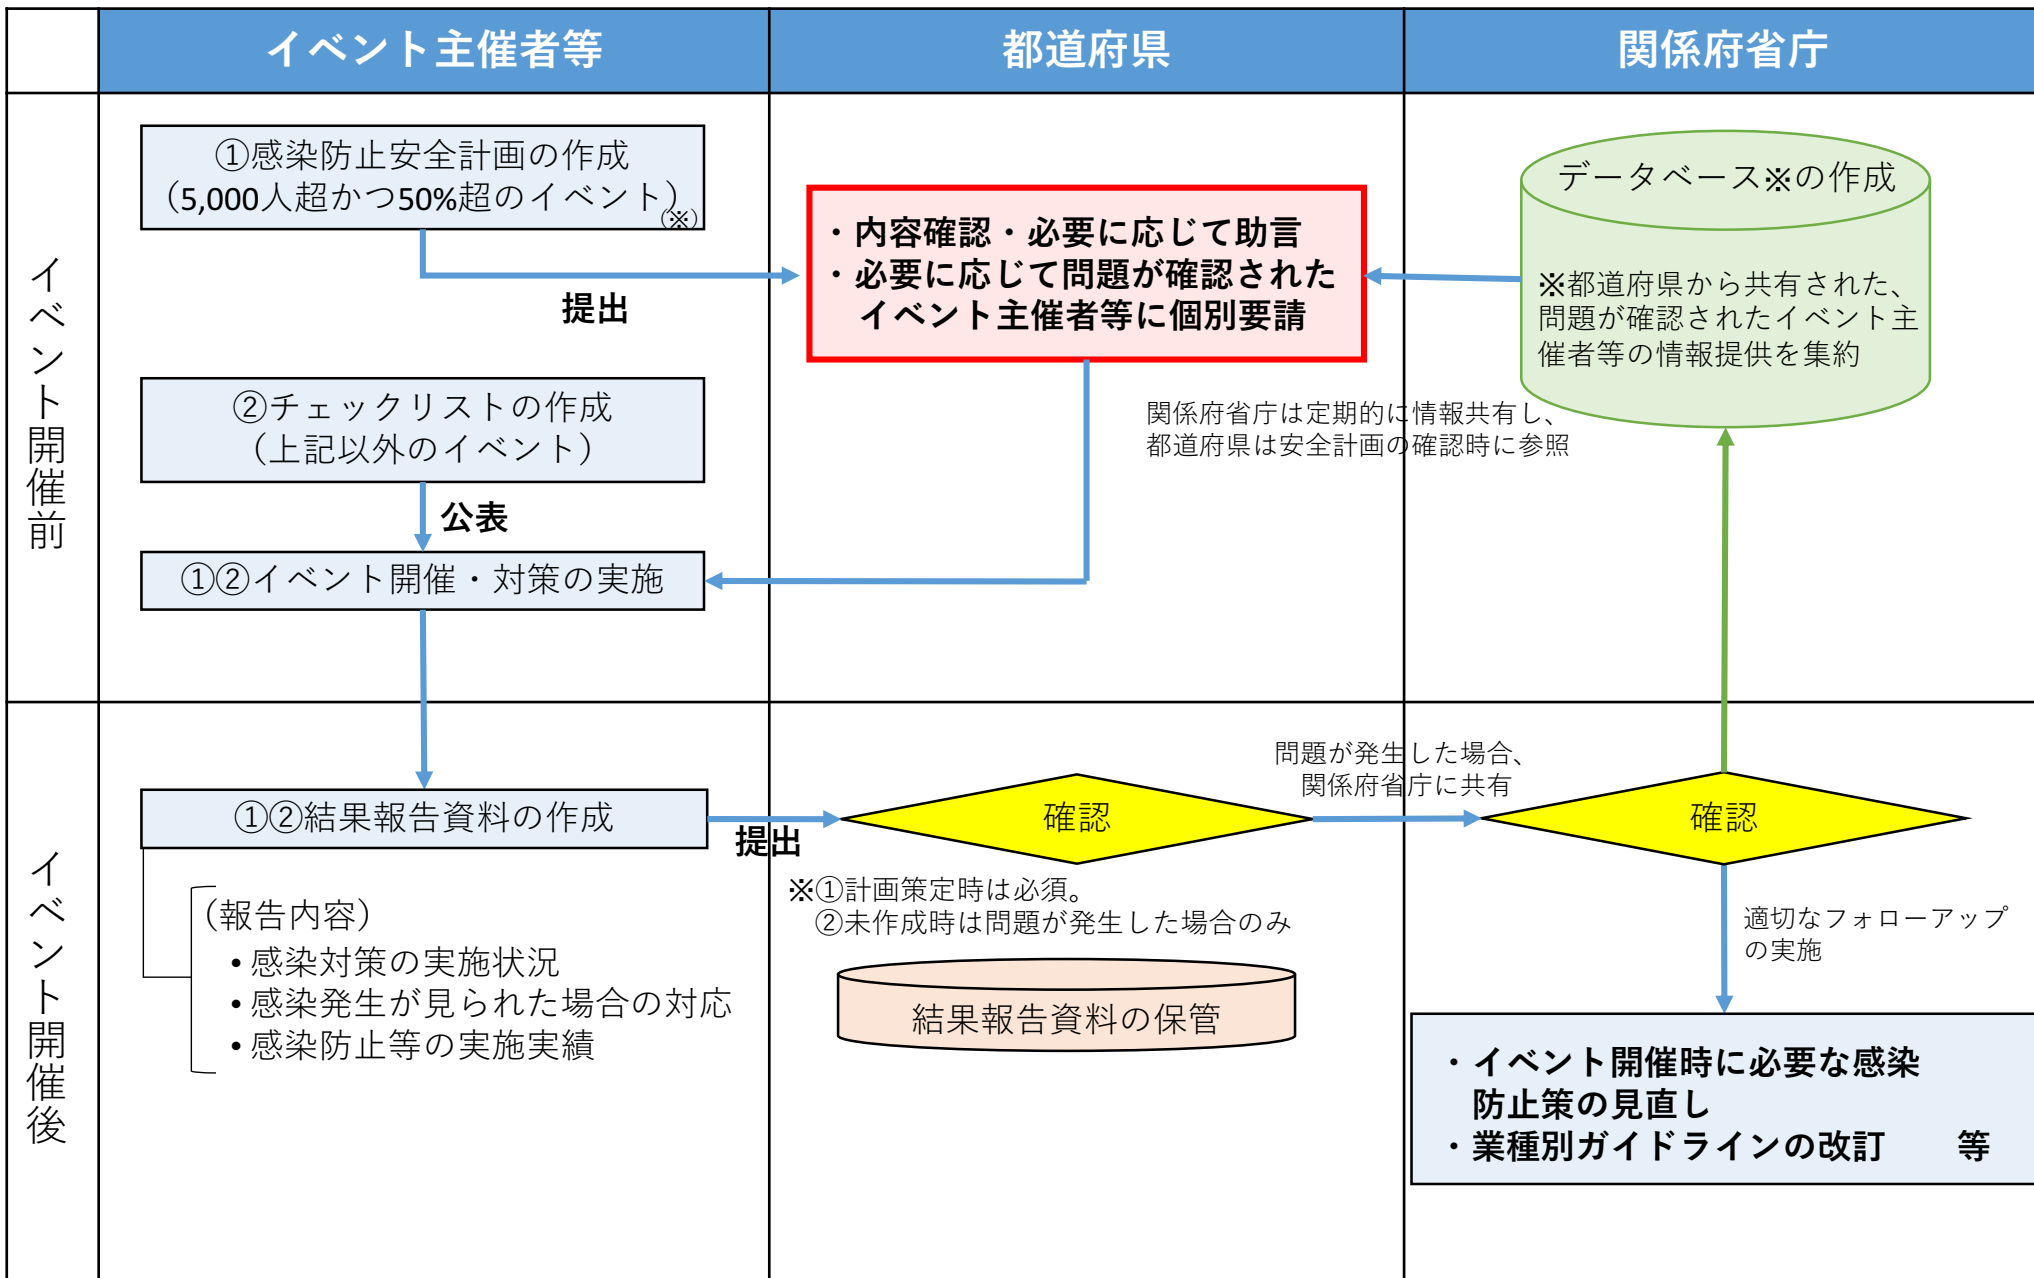 イベント主催者等
都道府県
関係府省庁
イベント開催前
①感染防止安全計画の作成
（5,000人超かつ50%超のイベント）
（※）
提出
②チェックリストの作成
（上記以外のイベント）
公表
①②イベント開催・対策の実施
・内容確認・必要に応じて助言
・必要に応じて問題が確認された
イベント主催者等に個別要請
関係府省庁は定期的に情報共有し、
都道府県は安全計画の確認時に参照
データベース※の作成
※都道府県から共有された、
問題が確認されたイベント主
催者等の情報提供を集約
イベント開催後
①②結果報告資料の作成
提出
（報告内容）
• 感染対策の実施状況
• 感染発生が見られた場合の対応
• 感染防止等の実施実績
確認
※①計画策定時は必須。
②未作成時は問題が発生した場合のみ
結果報告資料の保管
問題が発生した場合、
関係府省庁に共有
確認
適切なフォローアップ
の実施
・イベント開催時に必要な感染
防止策の見直し
・業種別ガイドラインの改訂　　等